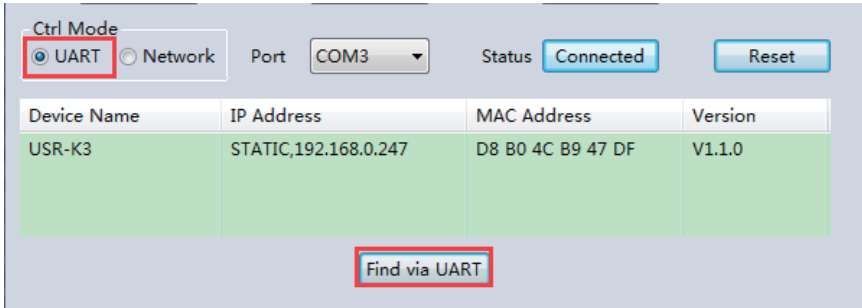 Ctrl Mode
UART Network Port COM3 Status Connected Reset
Device Name IP Address MAC Address Version
USR-K3 STATIC,192.168.0.247 D8 B0 4C B9 47 DF V1.1.0
Find via UART